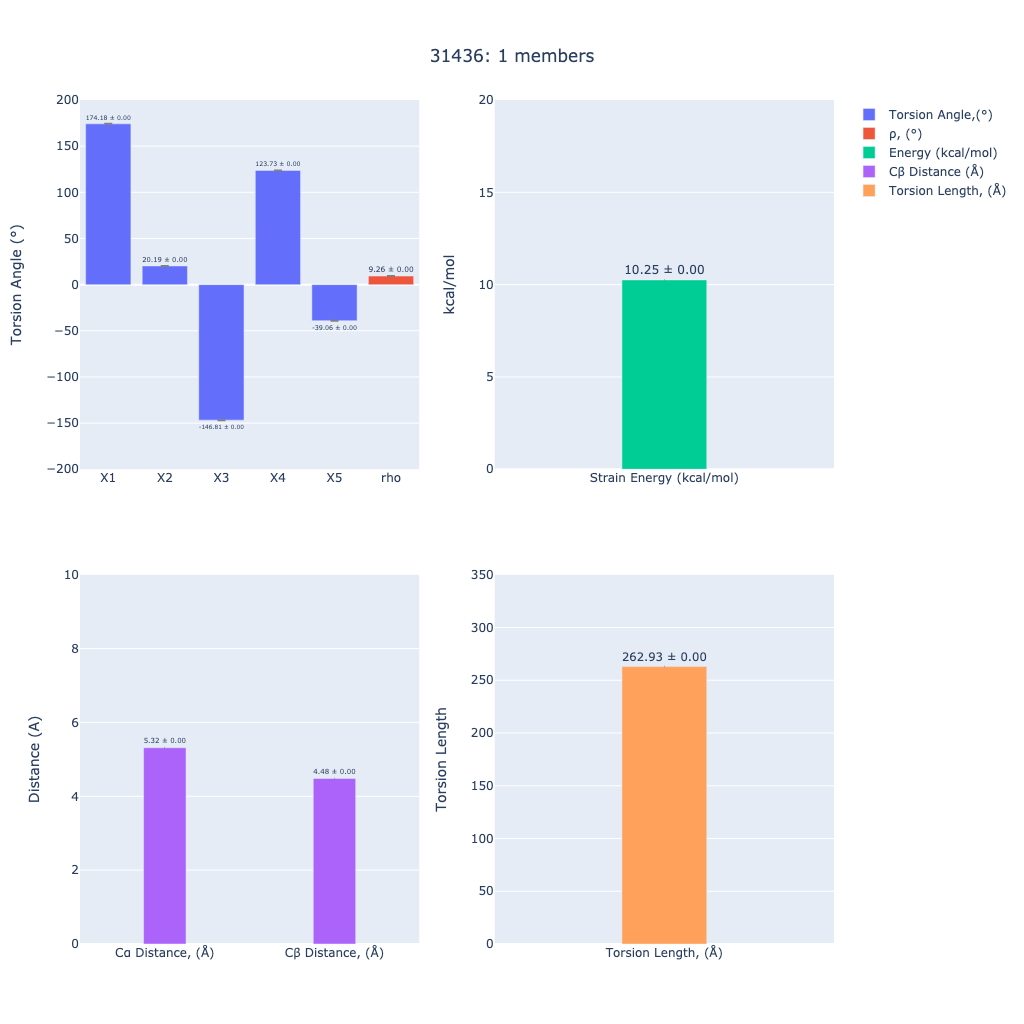 31436: 1 members
200
150
100
50
0
−50
−100
−150
−200
Torsion Angle (°)
174.18 ± 0.00
20.19 ± 0.00
-146.81 ± 0.00
123.73 ± 0.00
-39.06 ± 0.00
9.26 ± 0.00
X1 X2 X3 X4 X5 rho
20
15
10
5
0
kcal/mol
10.25 ± 0.00
Strain Energy (kcal/mol)
Torsion Angle,(°)
ρ, (°)
Energy (kcal/mol)
Cβ Distance (Å)
Torsion Length, (Å)
10
8
6
4
2
0
Distance (A)
5.32 ± 0.00
4.48 ± 0.00
Cα Distance, (Å) Cβ Distance, (Å)
350
300
250
200
150
100
50
0
Torsion Length
262.93 ± 0.00
Torsion Length, (Å)